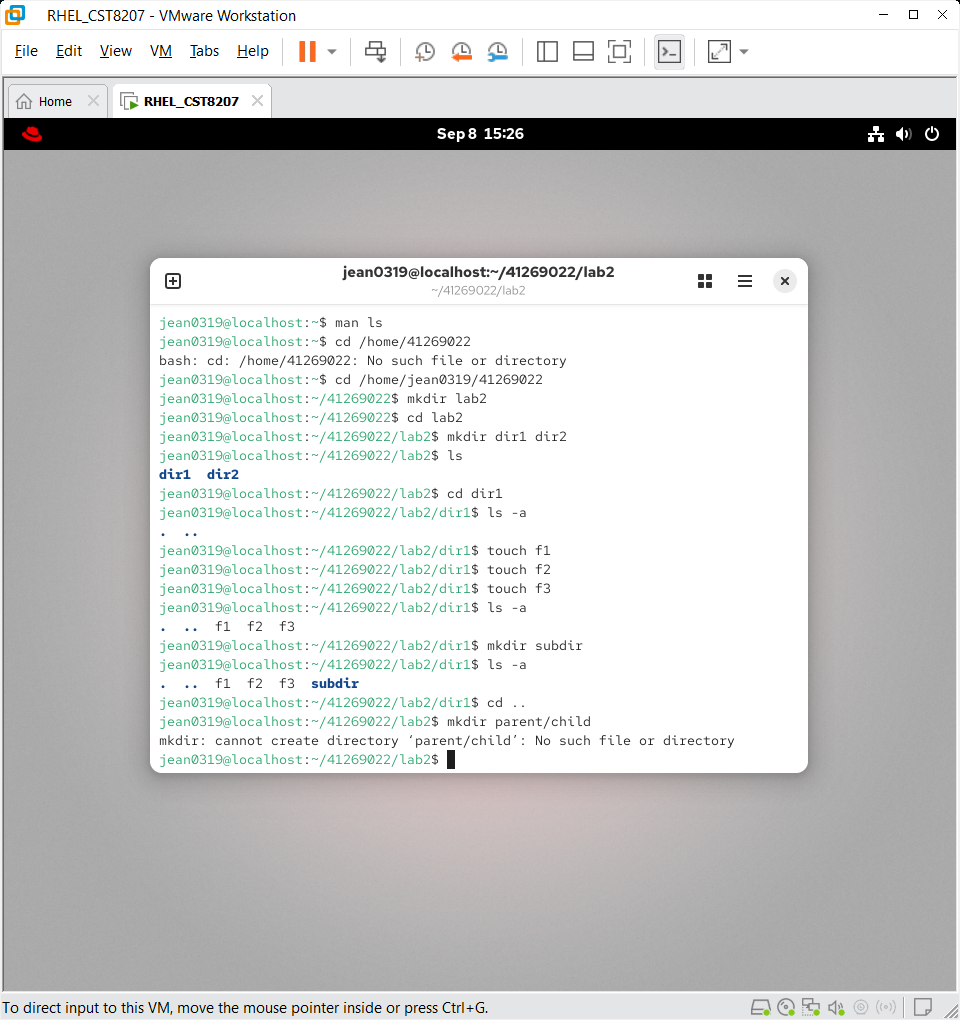 RHEL_CST8207 - VMware Workstation
File Edit View VM Tabs Help
Home RHEL_CST8207
Sep 8 15:26
jean0319@localhost:~/41269022/lab2
~/41269022/lab2
jean0319@localhost:~$ man ls
jean0319@localhost:~$ cd /home/41269022
bash: cd: /home/41269022: No such file or directory
jean0319@localhost:~$ cd /home/jean0319/41269022
jean0319@localhost:~/41269022$ mkdir lab2
jean0319@localhost:~/41269022$ cd lab2
jean0319@localhost:~/41269022/lab2$ mkdir dir1 dir2
jean0319@localhost:~/41269022/lab2$ ls
dir1  dir2
jean0319@localhost:~/41269022/lab2$ cd dir1
jean0319@localhost:~/41269022/lab2/dir1$ ls -a
.  ..
jean0319@localhost:~/41269022/lab2/dir1$ touch f1
jean0319@localhost:~/41269022/lab2/dir1$ touch f2
jean0319@localhost:~/41269022/lab2/dir1$ touch f3
jean0319@localhost:~/41269022/lab2/dir1$ ls -a
.  ..  f1  f2  f3
jean0319@localhost:~/41269022/lab2/dir1$ mkdir subdir
jean0319@localhost:~/41269022/lab2/dir1$ ls -a
.  ..  f1  f2  f3  subdir
jean0319@localhost:~/41269022/lab2/dir1$ cd ..
jean0319@localhost:~/41269022/lab2$ mkdir parent/child
mkdir: cannot create directory ‘parent/child’: No such file or directory
jean0319@localhost:~/41269022/lab2$
To direct input to this VM, move the mouse pointer inside or press Ctrl+G.